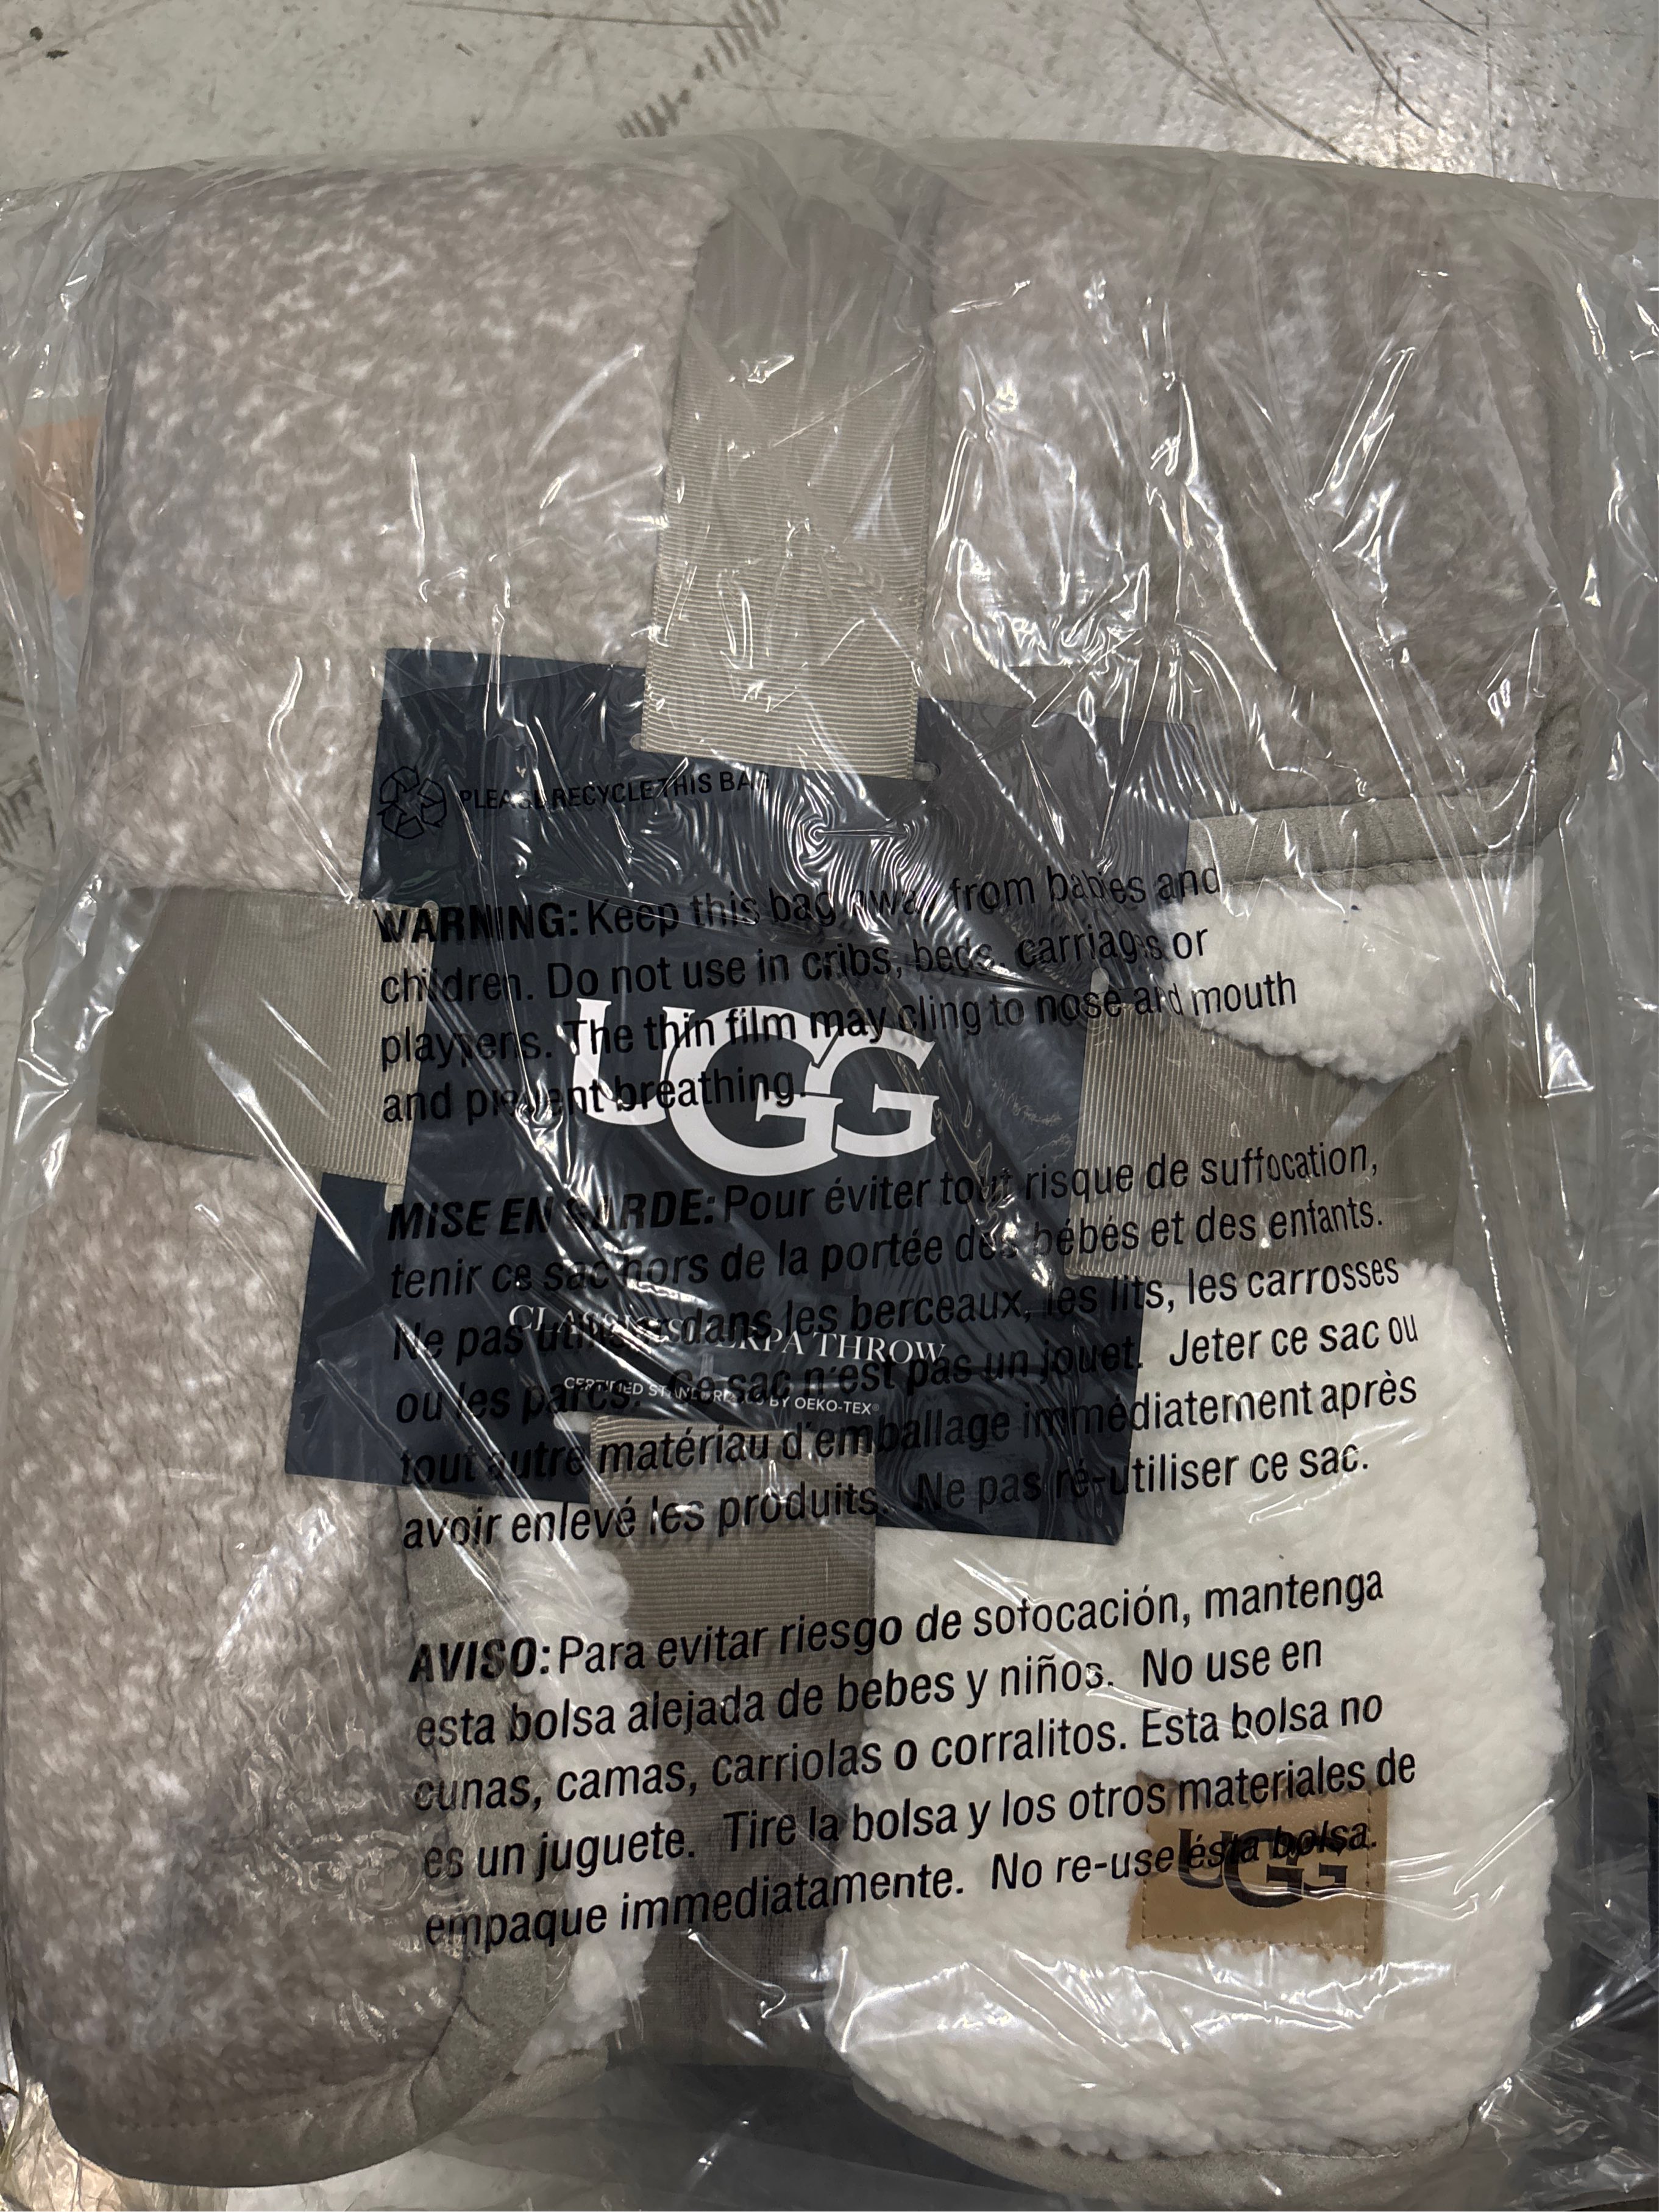 PLEASE RECYCLE THIS BAG
WARNING: Keep this bag away from babies and
children. Do not use in cribs, beds, carriages or
playpens. The thin film may cling to nose and mouth
and prevent breathing.
UGG
MISE EN GARDE: Pour éviter tout risque de suffocation,
tenir ce sac hors de la portée des bébés et des enfants.
Ne pas utiliser dans les berceaux, les lits, les carrosses
ou les parcs. Ce sac n'est pas un jouet. Jeter ce sac ou
tout autre matériau d'emballage immédiatement après
avoir enlevé les produits. Ne pas ré-utiliser ce sac.
CLASSIC SHERPA THROW
CERTIFIED STANDARD 100 BY OEKO-TEX®
AVISO: Para evitar riesgo de sofocación, mantenga
esta bolsa alejada de bebes y niños. No use en
cunas, camas, carriolas o corralitos. Esta bolsa no
es un juguete. Tire la bolsa y los otros materiales de
empaque immediatamente. No re-use ésta bolsa.
UGG